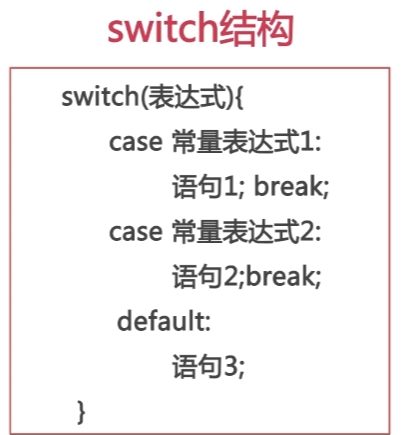 switch结构
switch(表达式){
case 常量表达式1:
语句1; break;
case 常量表达式2:
语句2;break;
default:
语句3;
}